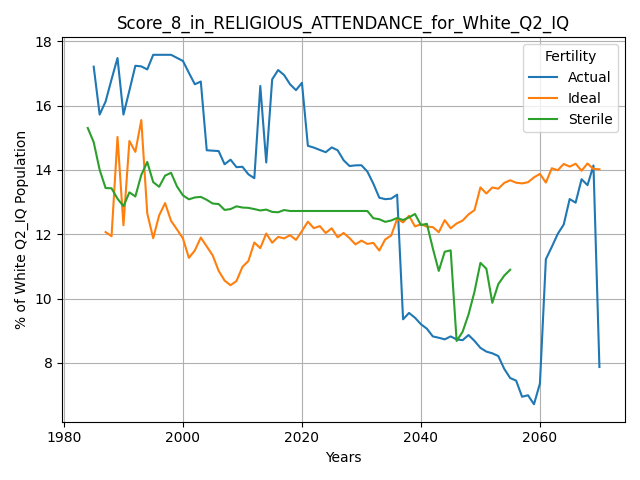 Score_8_in_RELIGIOUS_ATTENDANCE_for_White_Q2_IQ
% of White Q2_IQ Population
18
16
14
12
10
8
Fertility
Actual
Ideal
Sterile
1980
2000
2020
2040
2060
Years